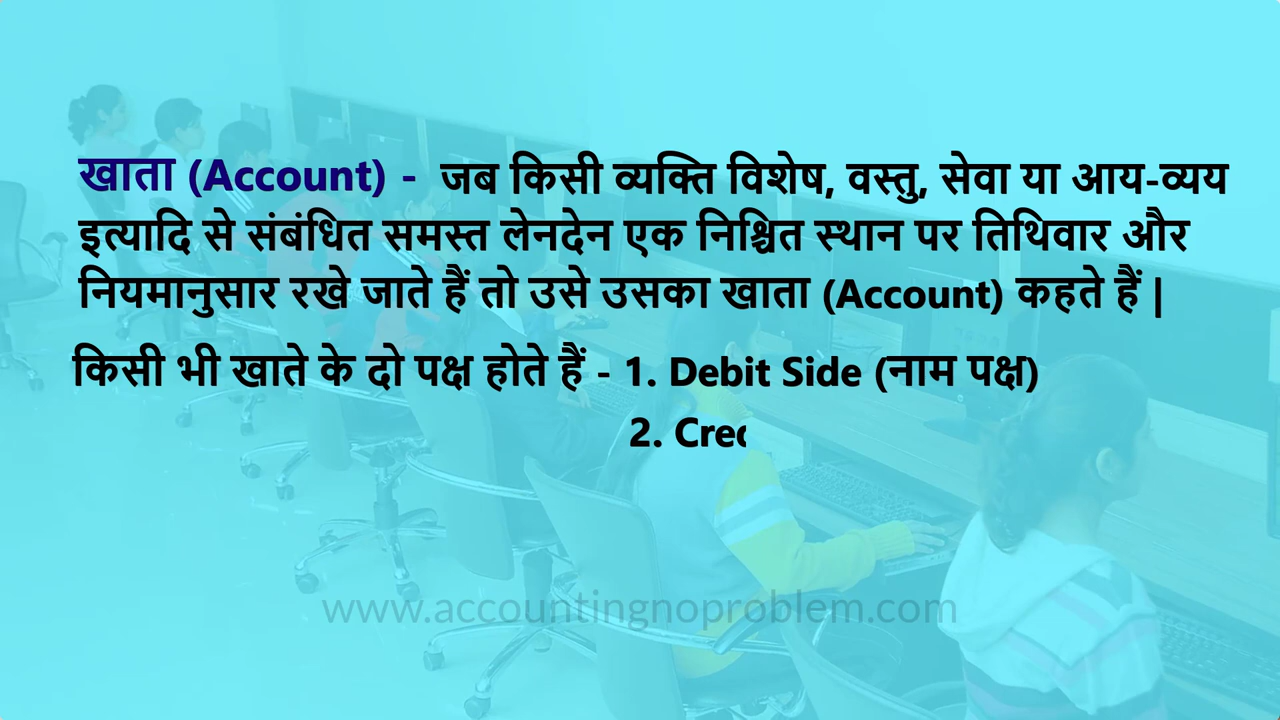 खाता (Account) - जब किसी व्यक्ति विशेष, वस्तु, सेवा या आय-व्यय
इत्यादि से संबंधित समस्त लेनदेन एक निश्चित स्थान पर तिथिवार और
नियमानुसार रखे जाते हैं तो उसे उसका खाता (Account) कहते हैं |
किसी भी खाते के दो पक्ष होते हैं - 1. Debit Side (नाम पक्ष)
2.
www.accountingnoproblem.com